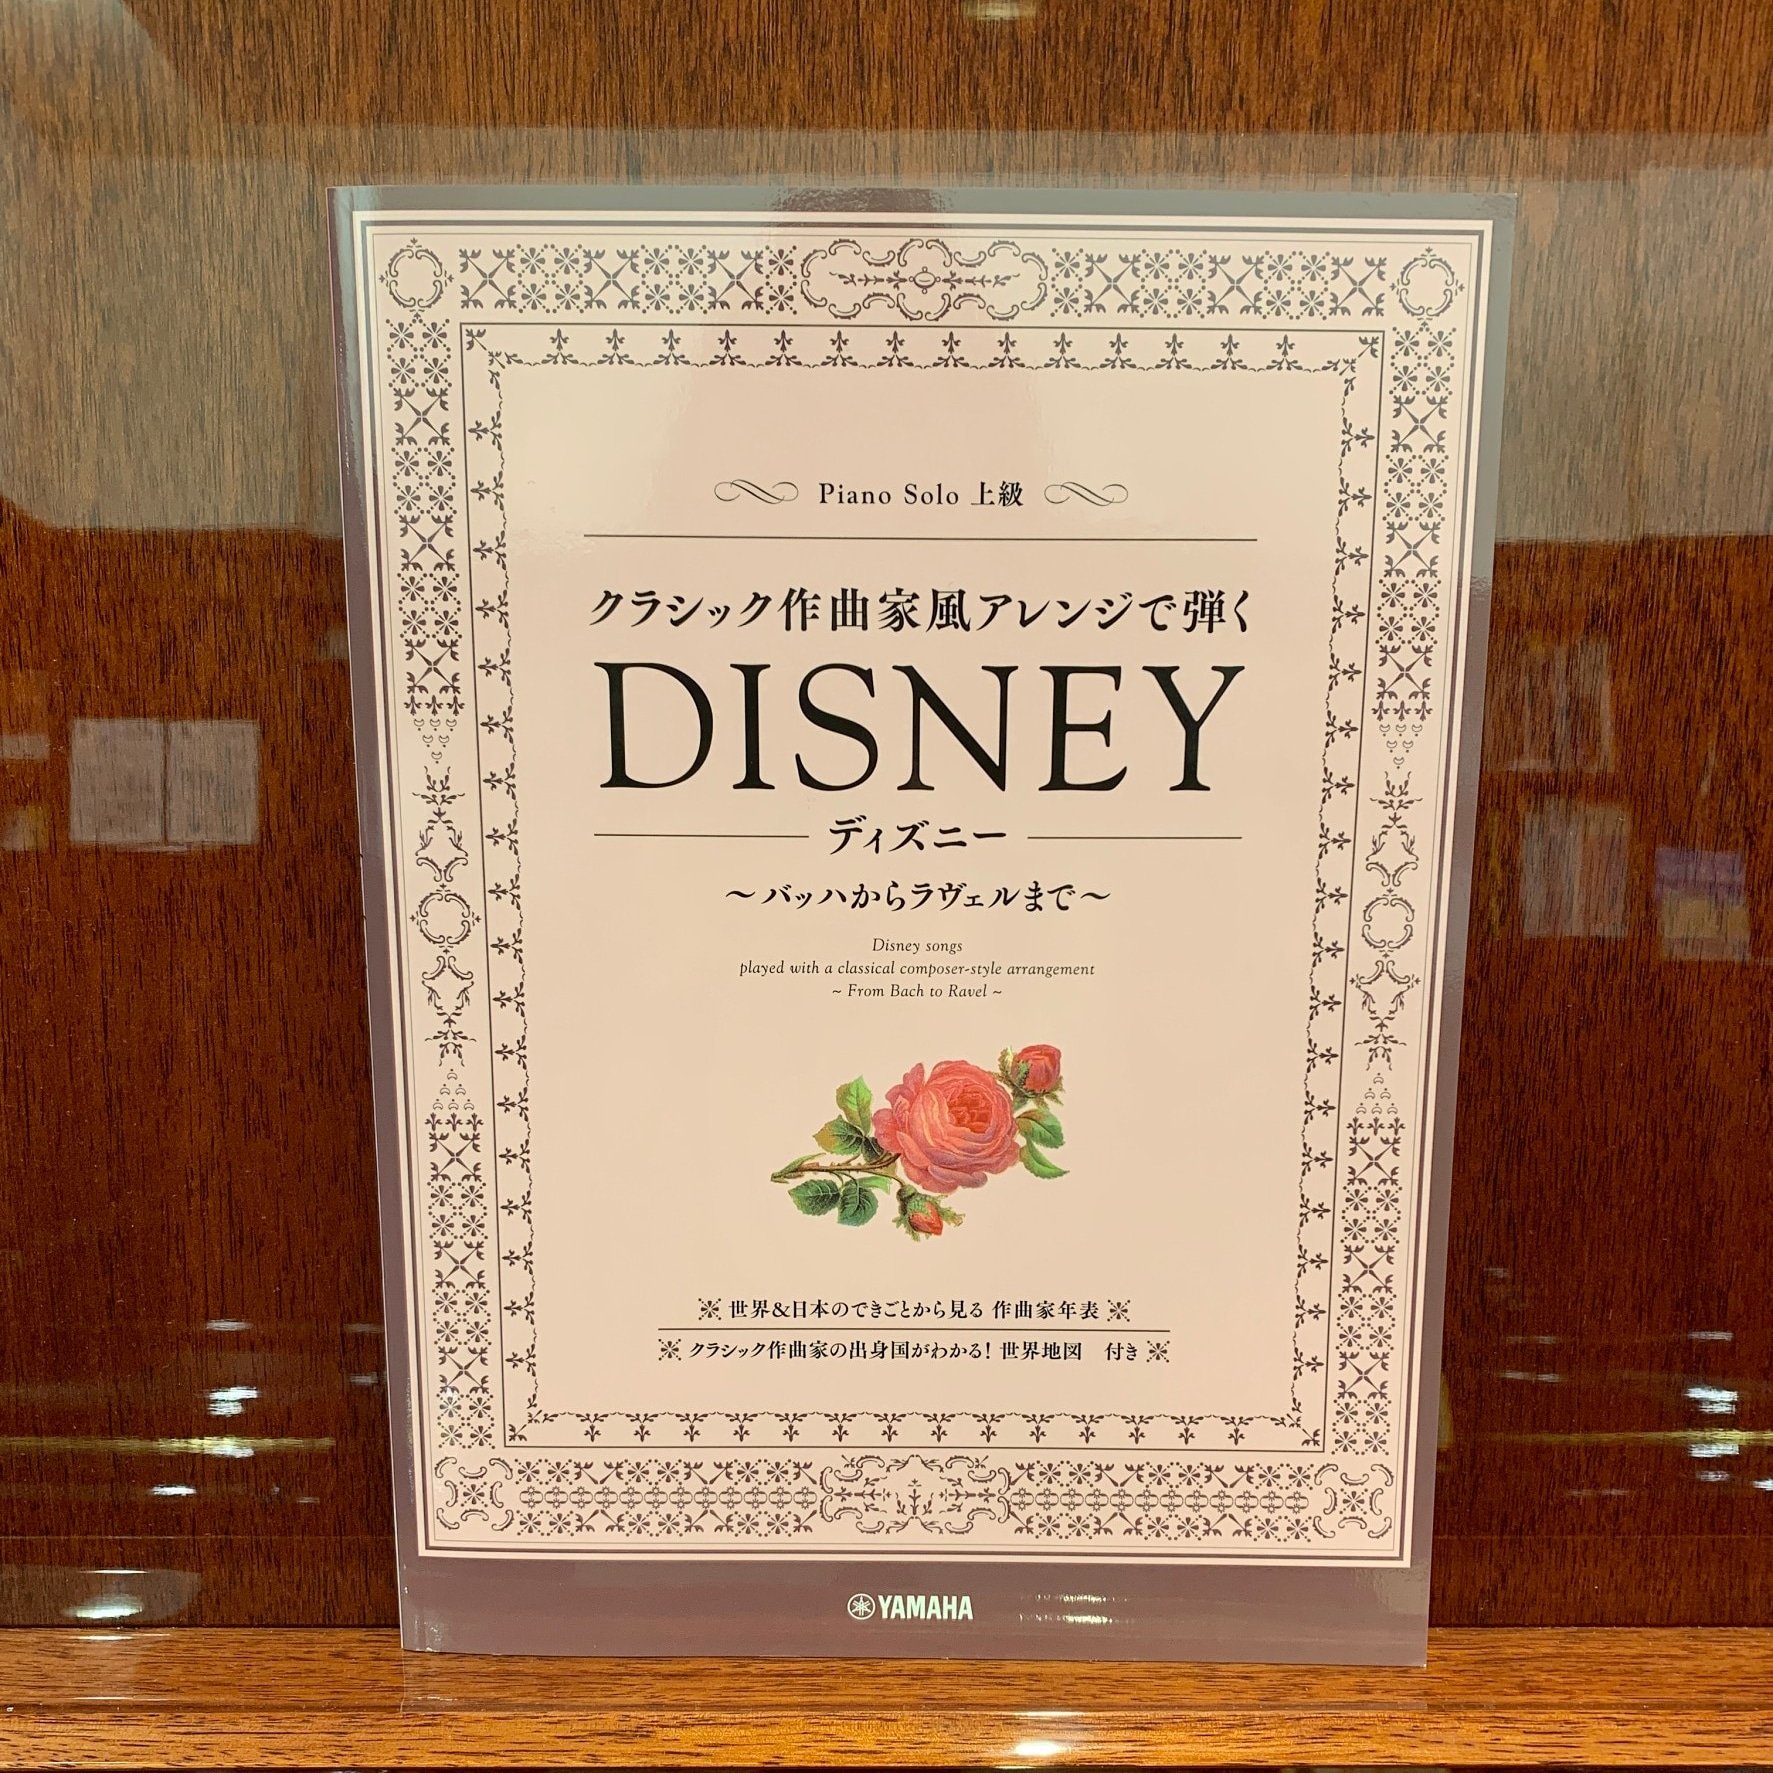 Piano Solo 上級
クラシック作曲家風アレンジで弾く
DISNEY
ディズニー
～バッハからラヴェルまで～
Disney songs
played with a classical composer-style arrangement
~ From Bach to Ravel ~
世界&日本のできごとから見る 作曲家年表
クラシック作曲家の出身国がわかる! 世界地図 付き
YAMAHA